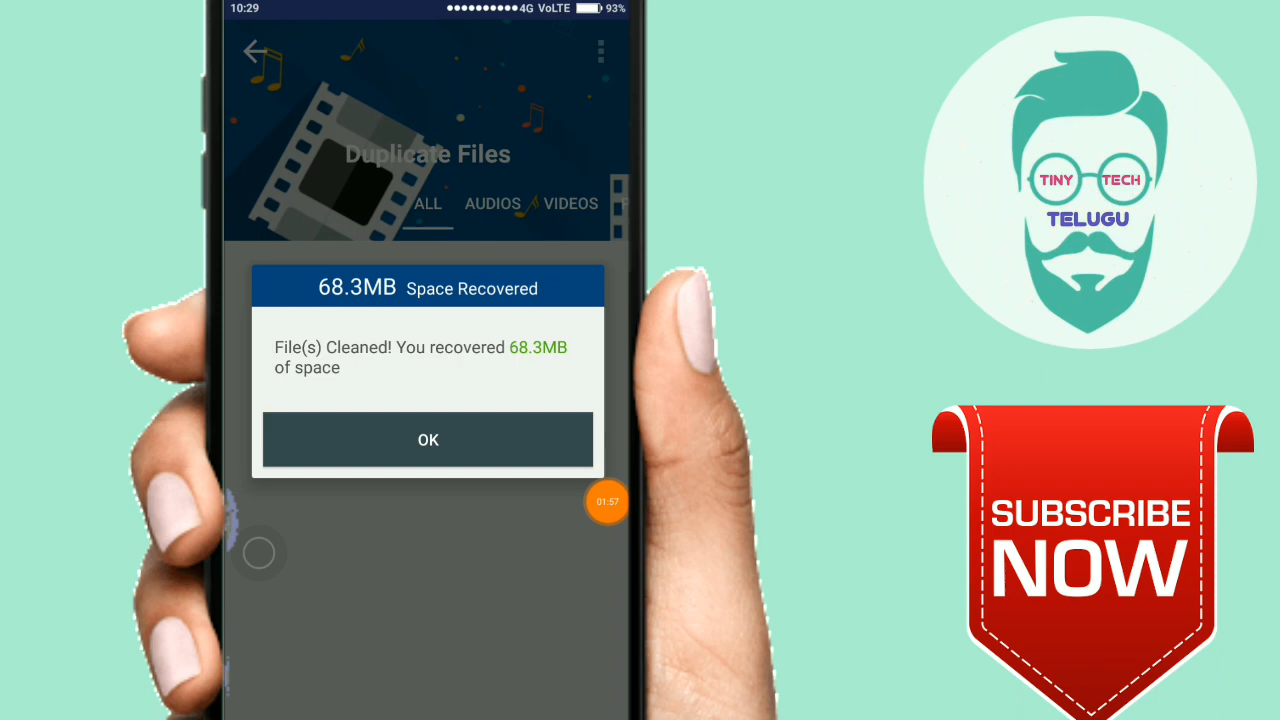 10:29
4G VoLTE 93%
Duplicate Files
ALL AUDIOS VIDEOS
68.3MB Space Recovered
File(s) Cleaned! You recovered 68.3MB
of space
OK
01:57
TINY TECH
TELUGU
SUBSCRIBE
NOW